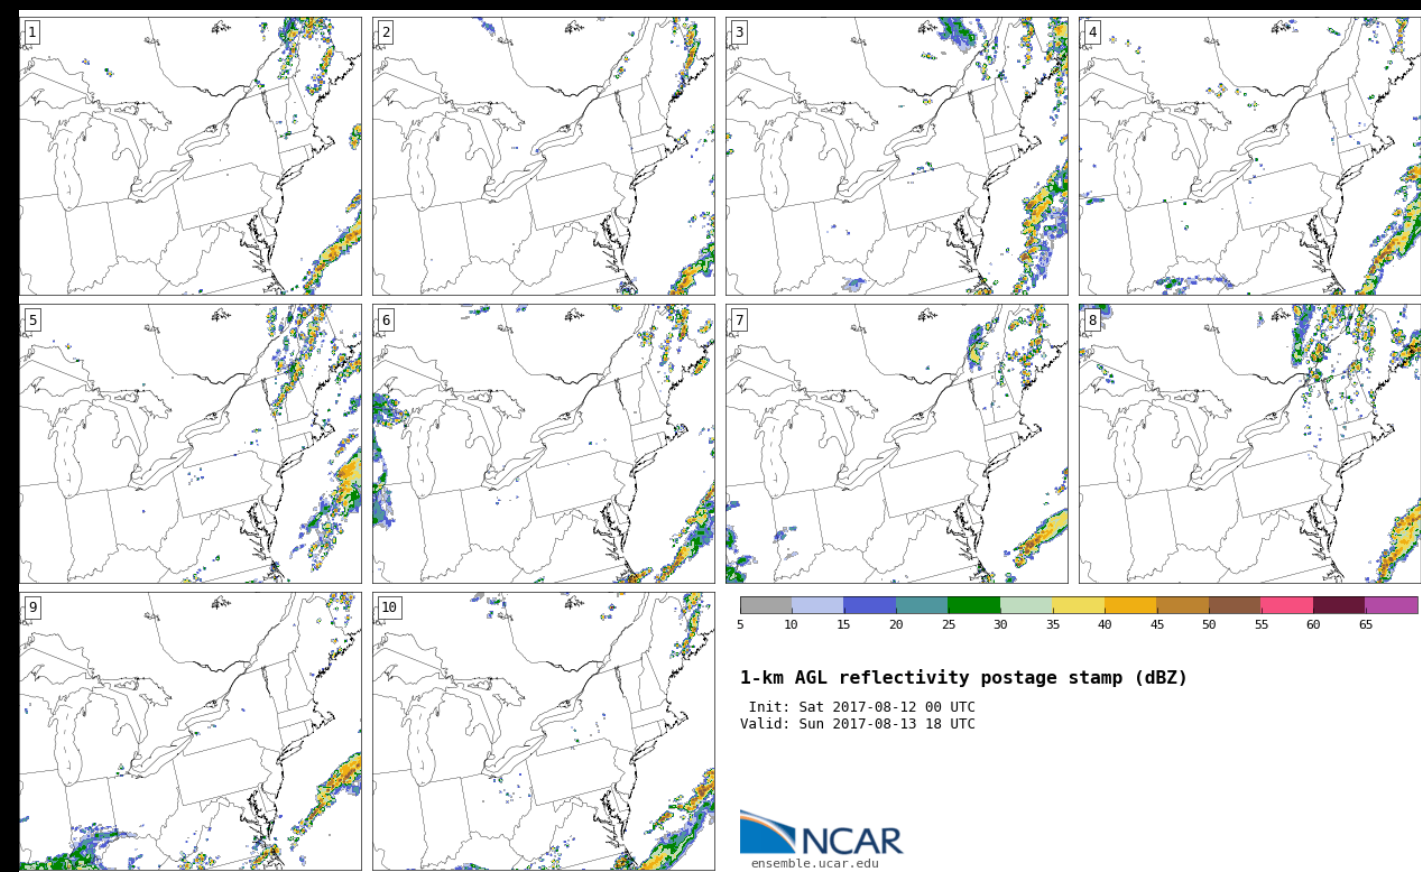 1
2
3
4
5
6
7
8
9
10
5 10 15 20 25 30 35 40 45 50 55 60 65
1-km AGL reflectivity postage stamp (dBZ)
Init: Sat 2017-08-12 00 UTC
Valid: Sun 2017-08-13 18 UTC
NCAR
ensemble.ucar.edu